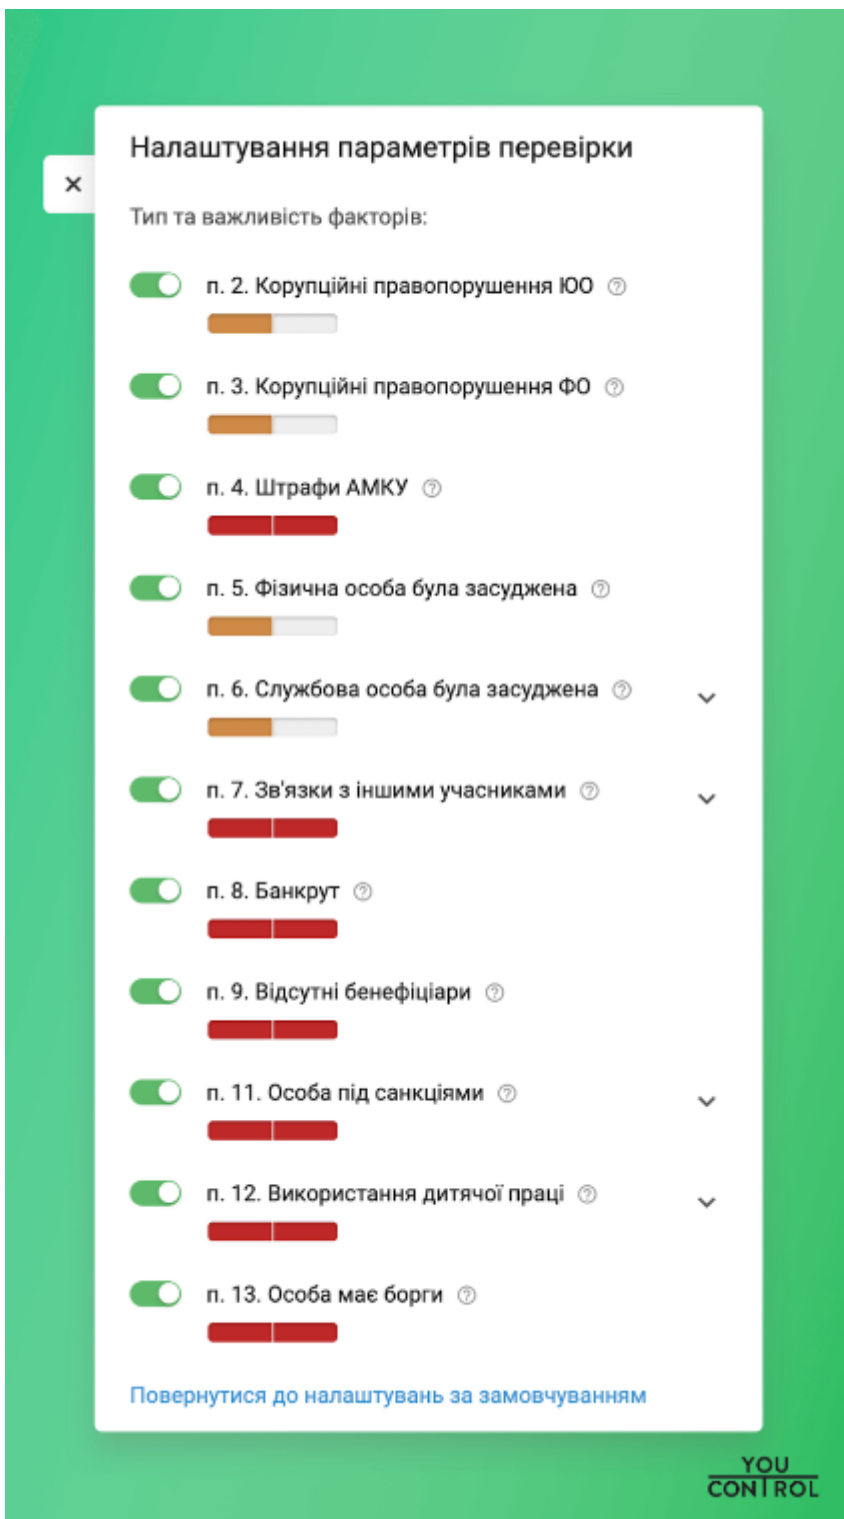 Налаштування параметрів перевірки
Тип та важливість факторів:
п. 2. Корупційні правопорушення ЮО
п. 3. Корупційні правопорушення ФО
п. 4. Штрафи АМКУ
п. 5. Фізична особа була засуджена
п. 6. Службова особа була засуджена
п. 7. Зв'язки з іншими учасниками
п. 8. Банкрут
п. 9. Відсутні бенефіціари
п. 11. Особа під санкціями
п. 12. Використання дитячої праці
п. 13. Особа має борги
Повернутися до налаштувань за замовчуванням
YOU
CONTROL